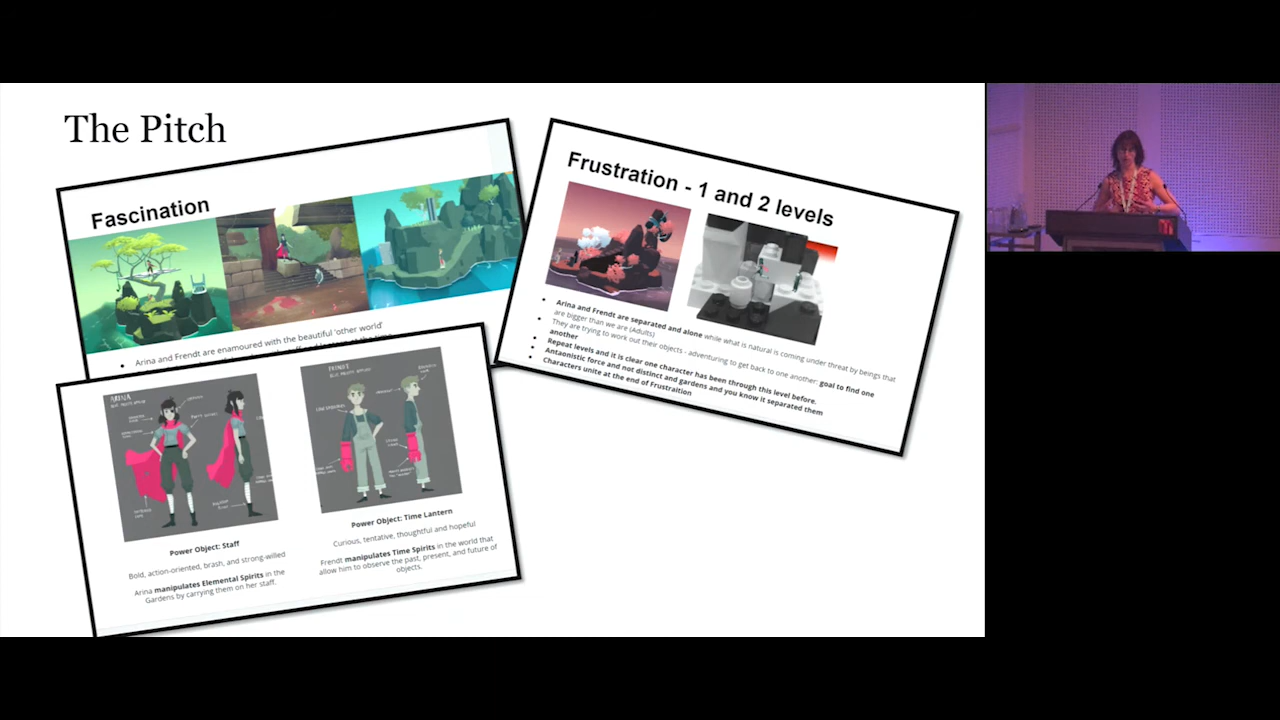 The Pitch
Fascination
Arina and Frendt are enamoured with the beautiful 'other world'
Frustration - 1 and 2 levels
Arina and Frendt are separated and alone while what is natural is coming under threat by beings that
are bigger than we are (Adults)
They are trying to work out their objects - adventuring to get back to one another: goal to find one
another
Repeat levels and it is clear one character has been through this level before.
Antaonistic force and not distinct and gardens and you know it separated them
Characters unite at the end of Frustraition
ARINA
FRENDT
Power Object: Staff
Bold, action-oriented, brash, and strong-willed
Arina manipulates Elemental Spirits in the
Gardens by carrying them on her staff.
Power Object: Time Lantern
Curious, tentative, thoughtful and hopeful
Frendt manipulates Time Spirits in the world that
allow him to observe the past, present, and future of
objects.